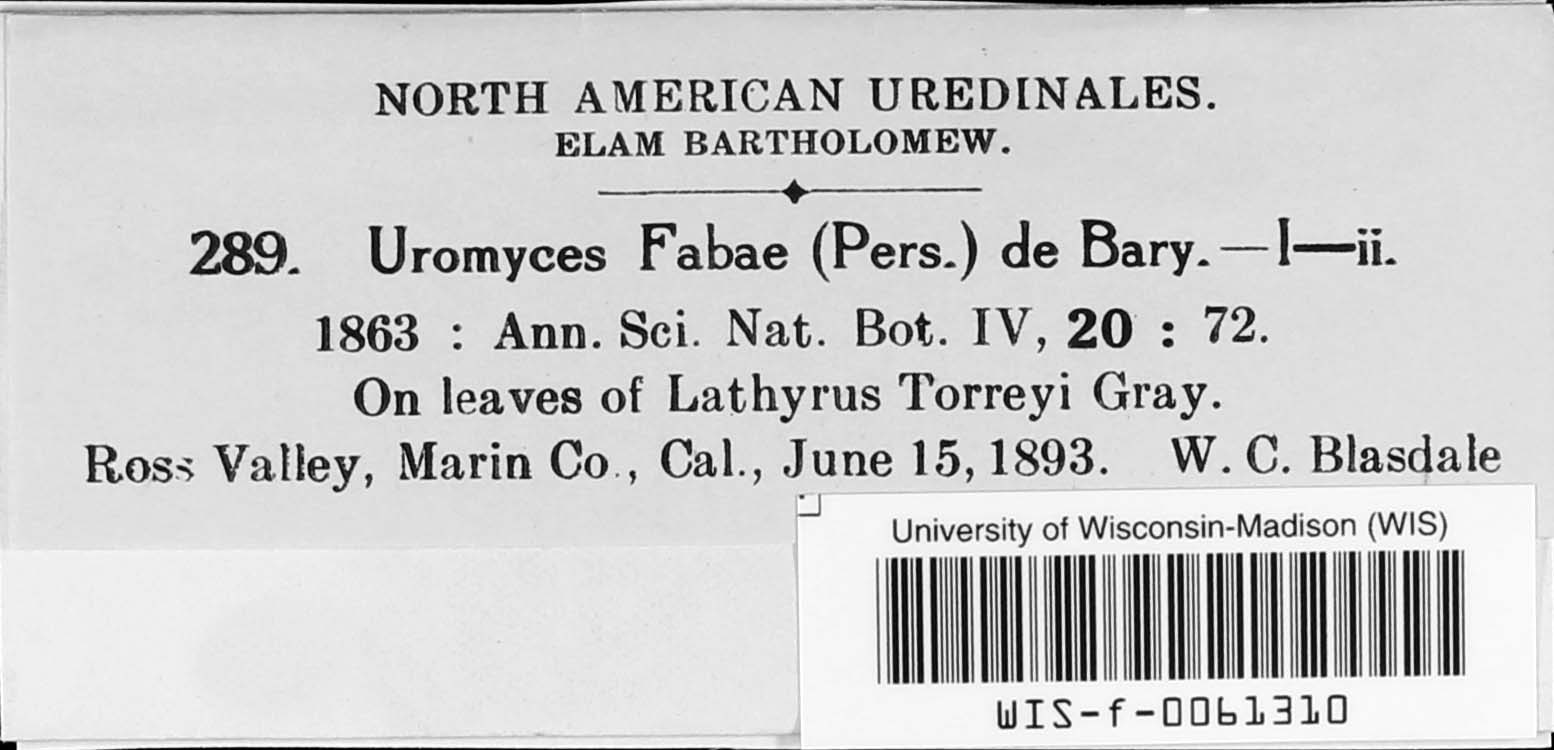 NORTH AMERICAN UREDINALES.
ELAM BARTHOLOMEW.
289. Uromyces Fabae (Pers.) de Bary.—I—ii.
1863 : Ann. Sci. Nat. Bot. IV, 20 : 72.
On leaves of Lathyrus Torreyi Gray.
Ross Valley, Marin Co., Cal., June 15, 1893. W. C. Blasdale
University of Wisconsin-Madison (WIS)
WIS-f-0061310